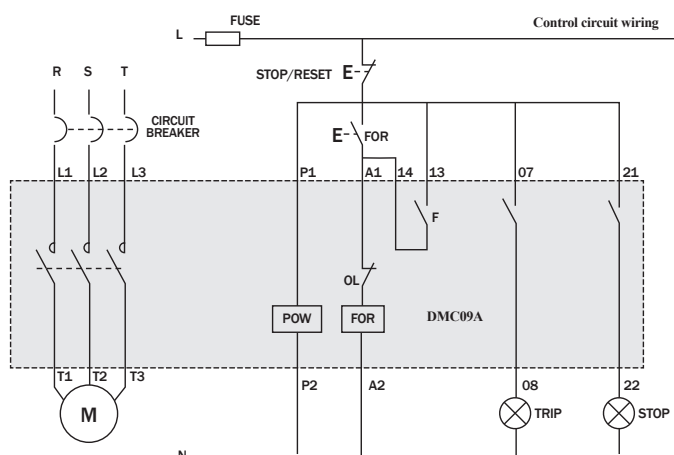 FUSE
L
Control circuit wiring
R S T
STOP/RESET E
CIRCUIT
BREAKER
E FOR
L1 L2 L3 P1 A1 14 13 07 21
F
OL
POW FOR DMC09A
T1 T2 T3 P2 A2 08 22
M TRIP STOP
N